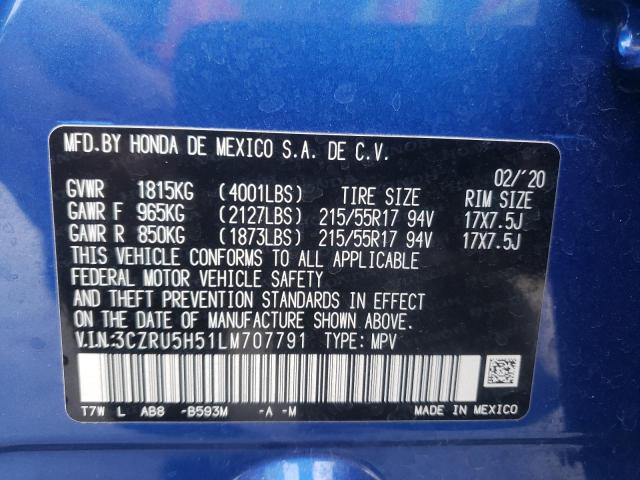 MFD.BY HONDA DE MEXICO S.A. DE C.V.
02/'20
GVWR 1815KG (4001LBS) TIRE SIZE RIM SIZE
GAWR F 965KG (2127LBS) 215/55R17 94V 17X7.5J
GAWR R 850KG (1873LBS) 215/55R17 94V 17X7.5J
THIS VEHICLE CONFORMS TO ALL APPLICABLE
FEDERAL MOTOR VEHICLE SAFETY
AND THEFT PREVENTION STANDARDS IN EFFECT
ON THE DATE OF MANUFACTURE SHOWN ABOVE.
V.I.N.:3CZRU5H51LM707791 TYPE: MPV
T7W L AB8 -B593M -A -M MADE IN MEXICO